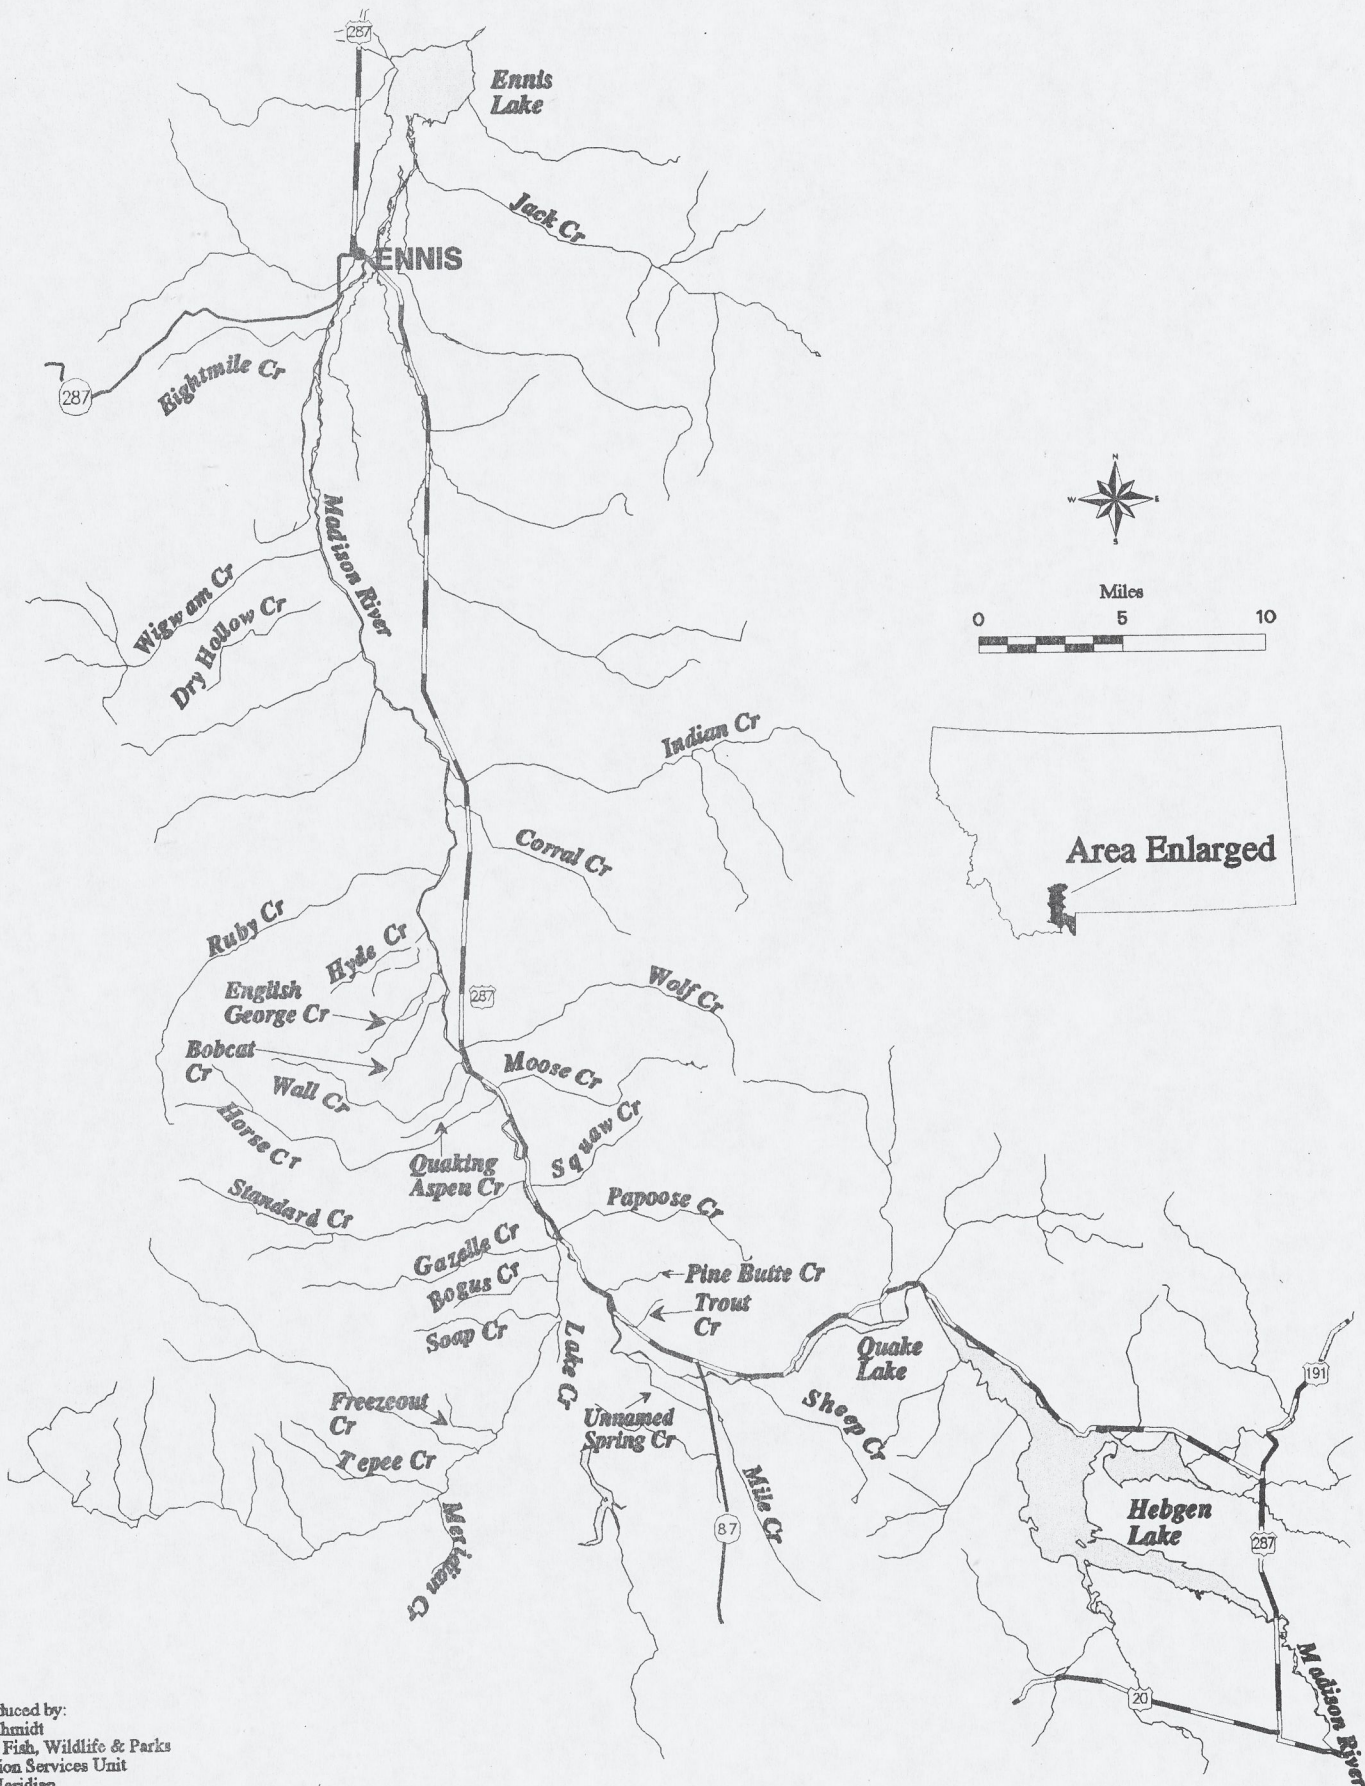 287
Ennis
Lake
Jack Cr
ENNIS
Eightmile Cr
287
Madison River
N
W
E
S
Miles
0 5 10
Wigwam Cr
Dry Hollow Cr
Indian Cr
Area Enlarged
Corral Cr
Ruby Cr
Hyde Cr
English
George Cr
287
Wolf Cr
Bobcat
Cr
Wall Cr
Moose Cr
Horse Cr
Squaw Cr
Quaking
Aspen Cr
Standard Cr
Papoose Cr
Gazelle Cr
Bogus Cr
Pine Butte Cr
Trout
Cr
Soap Cr
Lake Cr
Quake
Lake
191
Freezeout
Cr
Unnamed
Spring Cr
Sheep Cr
Tepee Cr
Mile Cr
Meridian Cr
87
Hebgen
Lake
287
20
Madison River
duced by:
hmidt
Fish, Wildlife & Parks
ion Services Unit